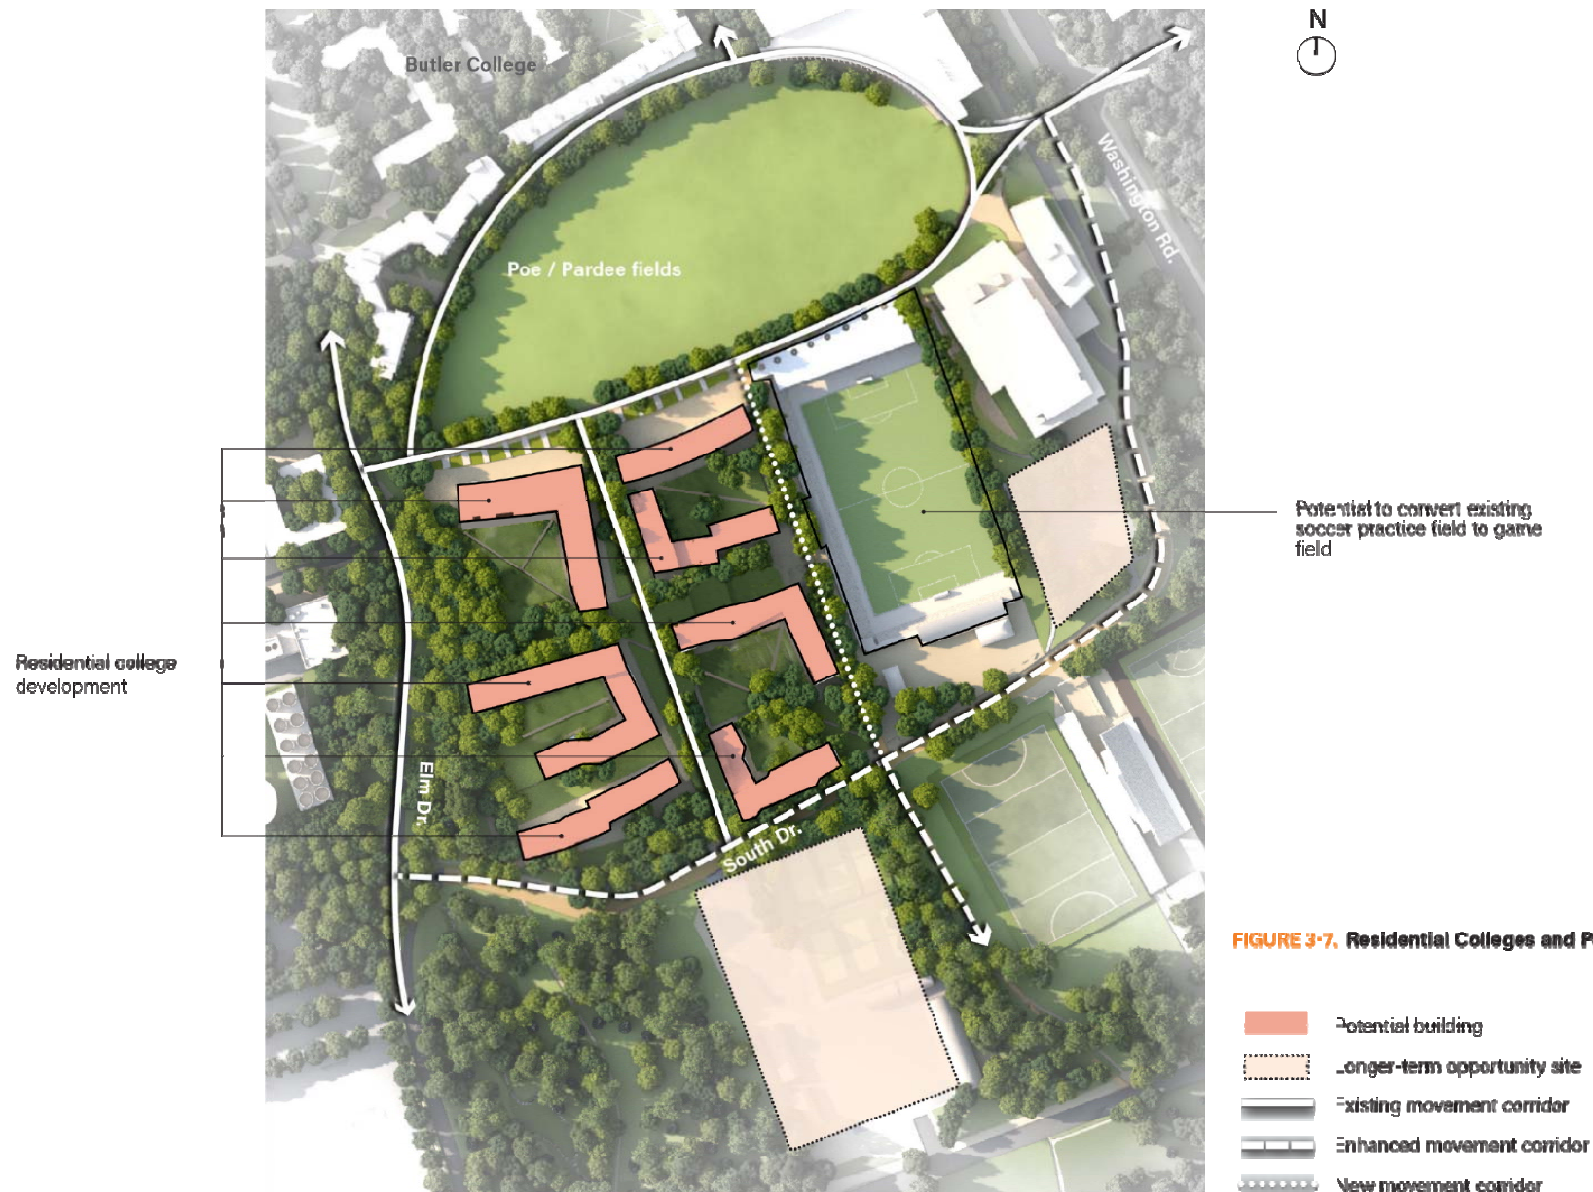 N
Butler College
Washington Rd.
Poe / Pardee fields
Potential to convert existing
soccer practice field to game
field
Residential college
development
Elm Dr.
South Dr.
FIGURE 3-7. Residential Colleges and P
Potential building
Longer-term opportunity site
Existing movement corridor
Enhanced movement corridor
New movement corridor